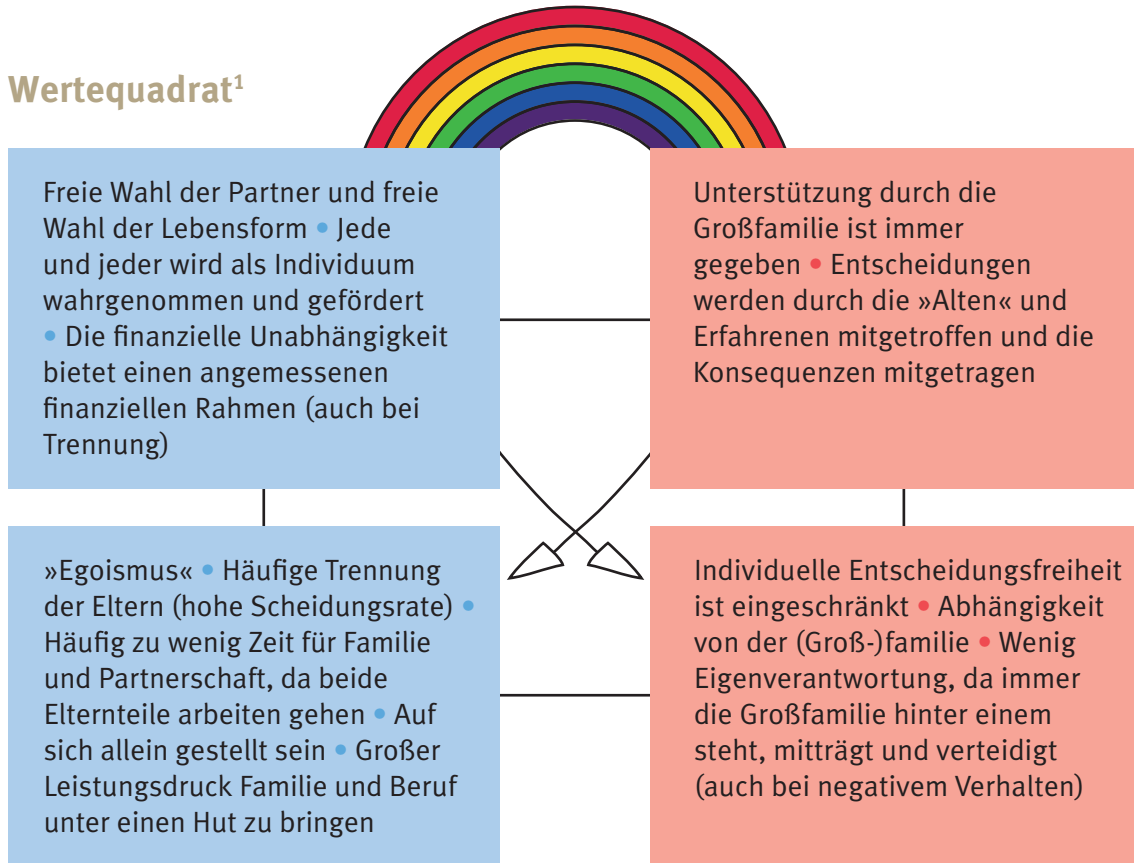 Wertequadrat¹
Freie Wahl der Partner und freie
Wahl der Lebensform • Jede
und jeder wird als Individuum
wahrgenommen und gefördert
• Die finanzielle Unabhängigkeit
bietet einen angemessenen
finanziellen Rahmen (auch bei
Trennung)
Unterstützung durch die
Großfamilie ist immer
gegeben • Entscheidungen
werden durch die »Alten« und
Erfahrenen mitgetroffen und die
Konsequenzen mitgetragen
»Egoismus« • Häufige Trennung
der Eltern (hohe Scheidungsrate) •
Häufig zu wenig Zeit für Familie
und Partnerschaft, da beide
Elternteile arbeiten gehen • Auf
sich allein gestellt sein • Großer
Leistungsdruck Familie und Beruf
unter einen Hut zu bringen
Individuelle Entscheidungsfreiheit
ist eingeschränkt • Abhängigkeit
von der (Groß-)familie • Wenig
Eigenverantwortung, da immer
die Großfamilie hinter einem
steht, mitträgt und verteidigt
(auch bei negativem Verhalten)